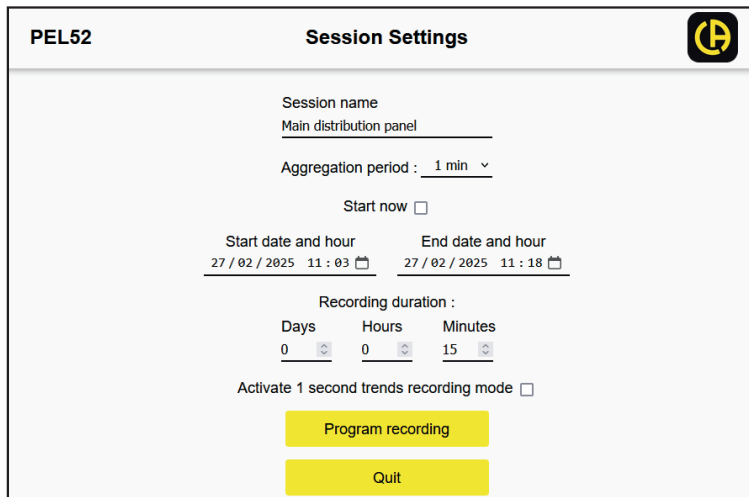 PEL52 Session Settings
Session name
Main distribution panel
Aggregation period : 1 min
Start now
Start date and hour End date and hour
27/02/2025 11:03 27/02/2025 11:18
Recording duration :
Days Hours Minutes
0 0 15
Activate 1 second trends recording mode
Program recording
Quit